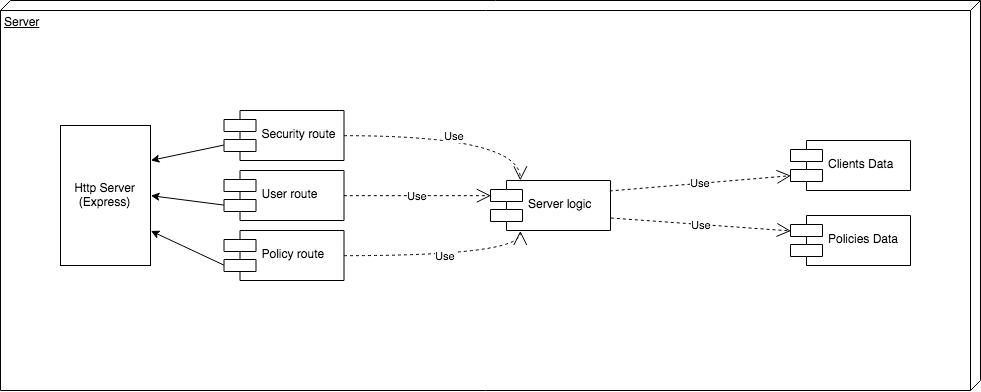 Server
Http Server
(Express)
Security route
User route
Policy route
Use
Use
Use
Server logic
Use
Use
Clients Data
Policies Data